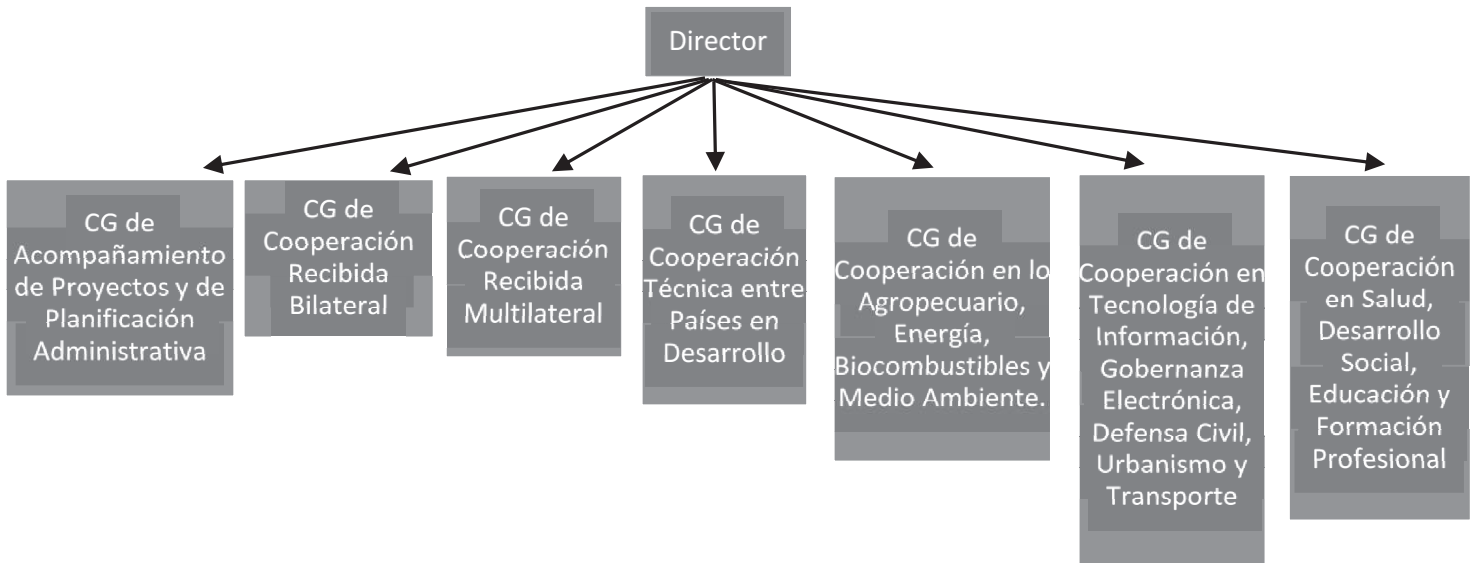 Director
CG de
Acompañamiento
de Proyectos y de
Planificación
Administrativa
CG de
Cooperación
Recibida
Bilateral
CG de
Cooperación
Recibida
Multilateral
CG de
Cooperación
Técnica entre
Países en
Desarrollo
CG de
Cooperación en lo
Agropecuario,
Energía,
Biocombustibles y
Medio Ambiente.
CG de
Cooperación en
Tecnología de
Información,
Gobernanza
Electrónica,
Defensa Civil,
Urbanismo y
Transporte
CG de
Cooperación
en Salud,
Desarrollo
Social,
Educación y
Formación
Profesional